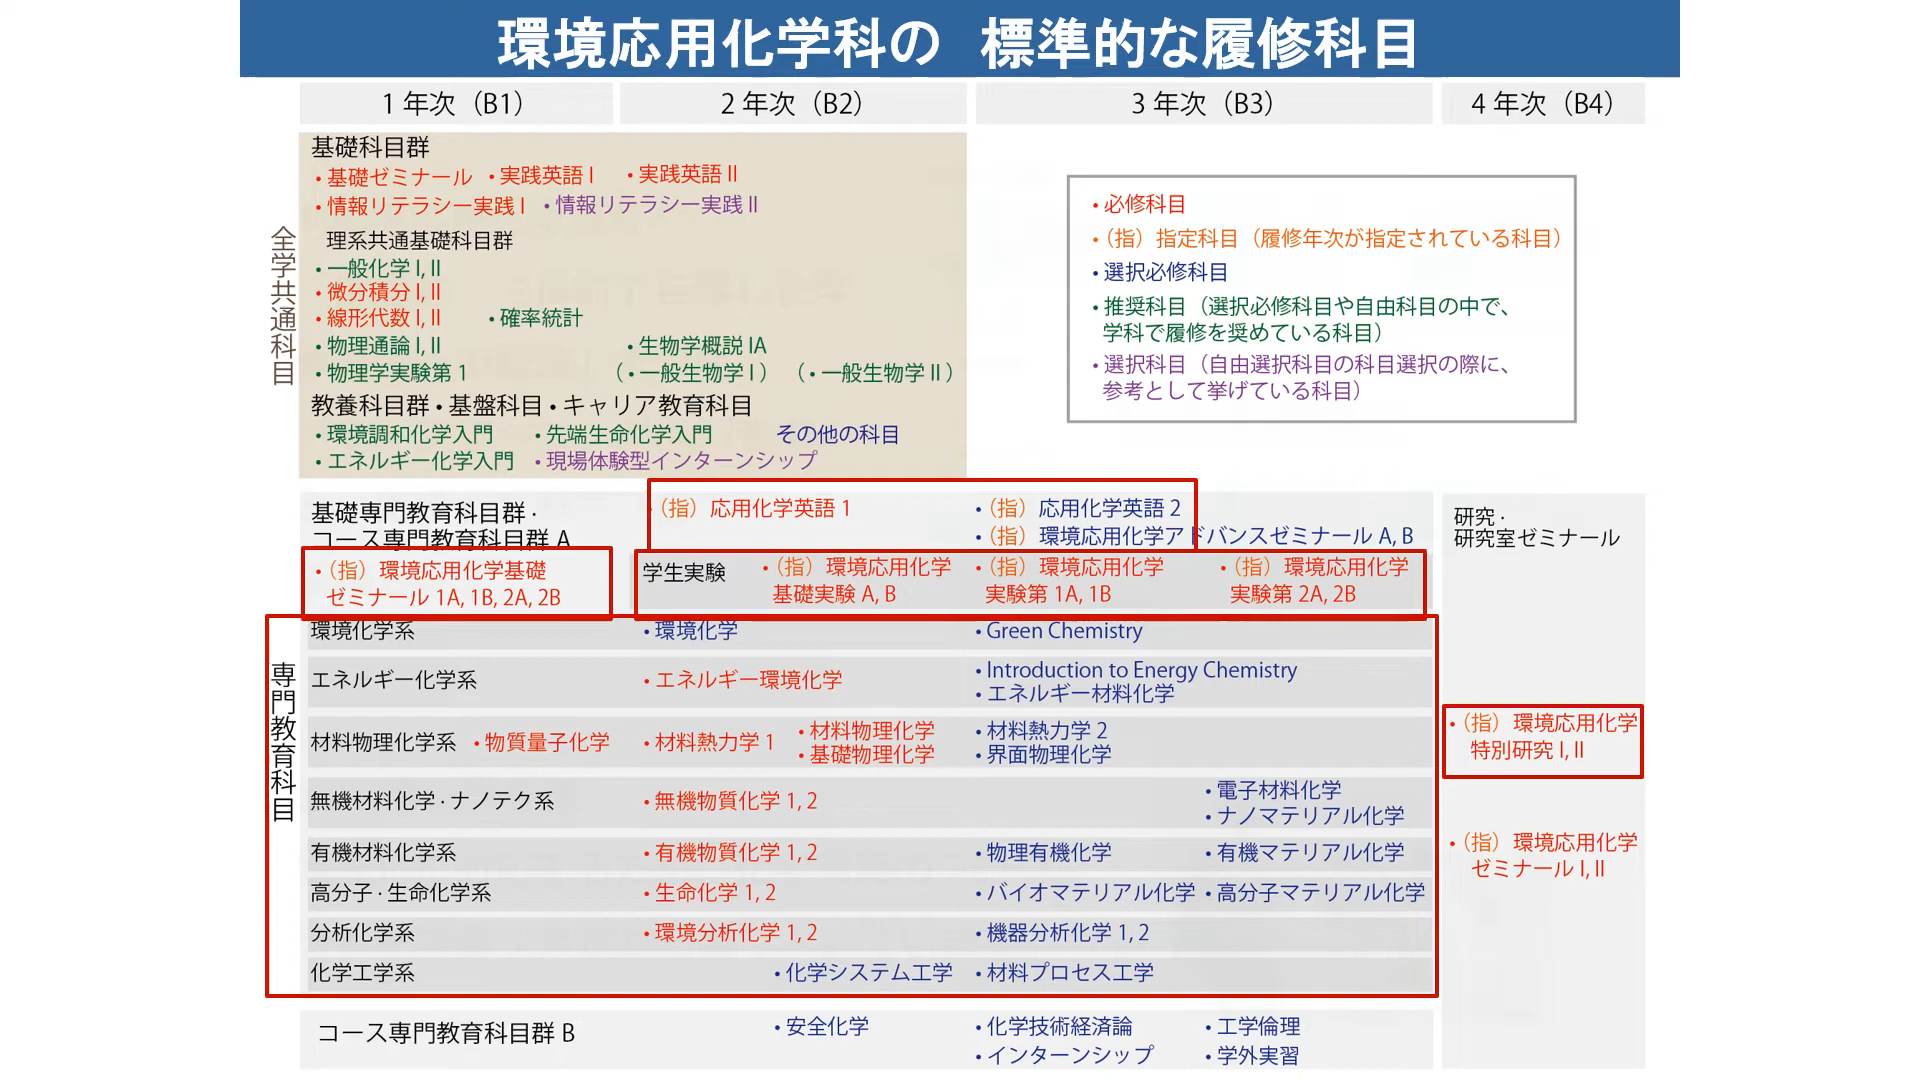 環境応用化学科の 標準的な履修科目
1 年次（B1）
2 年次（B2）
3 年次（B3）
4 年次（B4）
全学共通科目
基礎科目群
・基礎ゼミナール ・実践英語 I ・実践英語 II
・情報リテラシー実践 I ・情報リテラシー実践 II
理系共通基礎科目群
・一般化学 I, II
・微分積分 I, II
・線形代数 I, II ・確率統計
・物理通論 I, II ・生物学概説 IA
・物理学実験第 1 （・一般生物学 I ） （・一般生物学 II ）
教養科目群・基盤科目・キャリア教育科目
・環境調和化学入門 ・先端生命化学入門 その他の科目
・エネルギー化学入門 ・現場体験型インターンシップ
・必修科目
・（指）指定科目（履修年次が指定されている科目）
・選択必修科目
・推奨科目（選択必修科目や自由科目の中で、
学科で履修を奨めている科目）
・選択科目（自由選択科目の科目選択の際に、
参考として挙げている科目）
専門教育科目
基礎専門教育科目群・
コース専門教育科目群 A
（指）応用化学英語 1
・（指）応用化学英語 2
・（指）環境応用化学アドバンスゼミナール A, B
・（指）環境応用化学基礎
ゼミナール 1A, 1B, 2A, 2B
学生実験
・（指）環境応用化学
基礎実験 A, B
・（指）環境応用化学
実験第 1A, 1B
・（指）環境応用化学
実験第 2A, 2B
環境化学系 ・環境化学 ・Green Chemistry
エネルギー化学系 ・エネルギー環境化学
・Introduction to Energy Chemistry
・エネルギー材料化学
材料物理化学系 ・物質量子化学 ・材料熱力学 1
・材料物理化学
・基礎物理化学
・材料熱力学 2
・界面物理化学
無機材料化学・ナノテク系 ・無機物質化学 1, 2
・電子材料化学
・ナノマテリアル化学
有機材料化学系 ・有機物質化学 1, 2 ・物理有機化学 ・有機マテリアル化学
高分子・生命化学系 ・生命化学 1, 2 ・バイオマテリアル化学 ・高分子マテリアル化学
分析化学系 ・環境分析化学 1, 2 ・機器分析化学 1, 2
化学工学系 ・化学システム工学 ・材料プロセス工学
コース専門教育科目群 B
・安全化学 ・化学技術経済論 ・工学倫理
・インターンシップ ・学外実習
研究・
研究室ゼミナール
・（指）環境応用化学
特別研究 I, II
・（指）環境応用化学
ゼミナール I, II